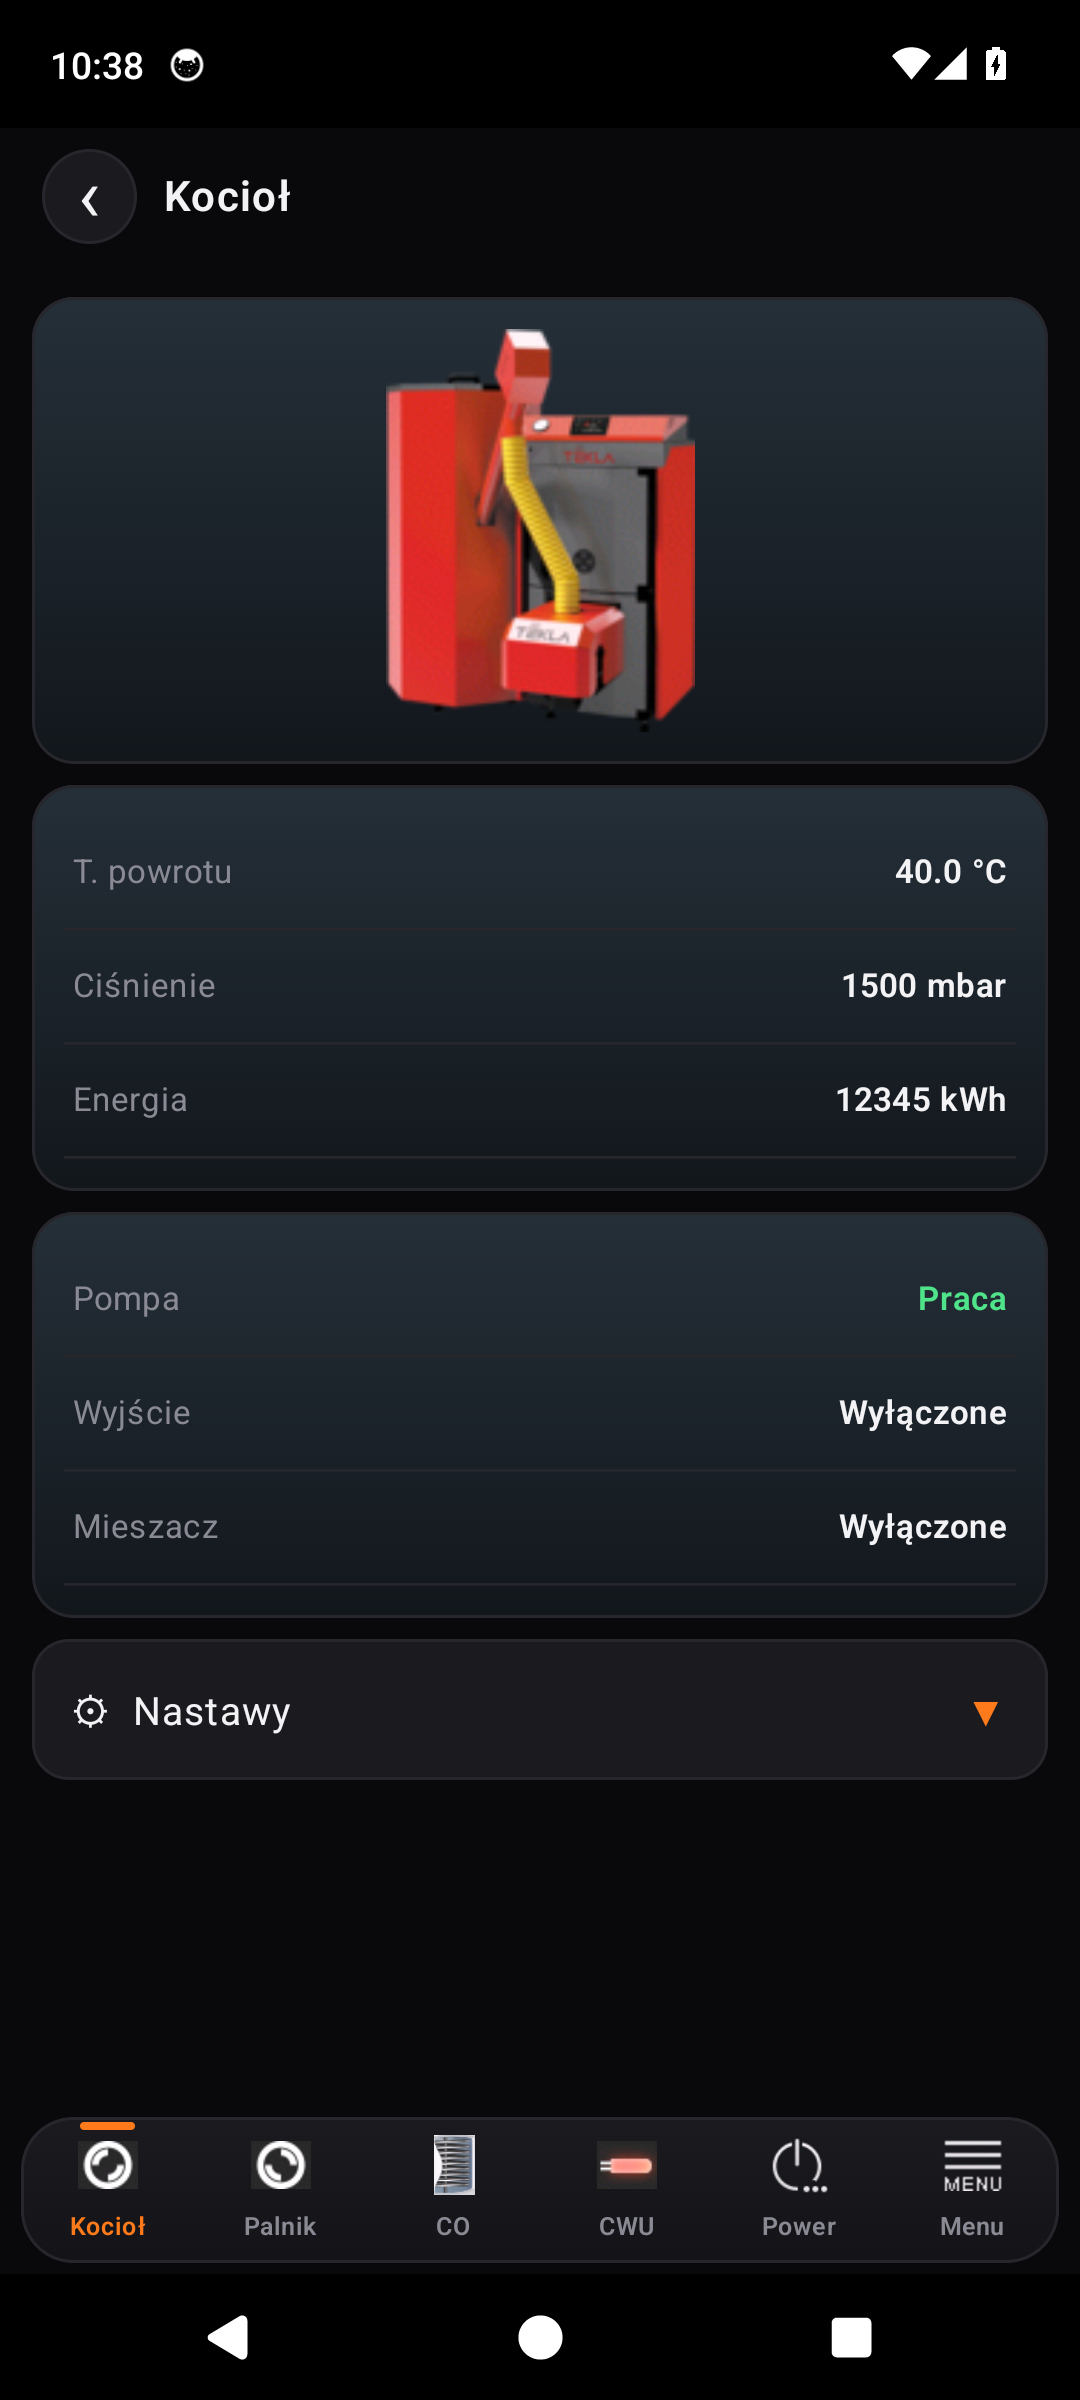 10:38
Kocioł
TEKLA
TEKLA
T. powrotu 40.0 °C
Ciśnienie 1500 mbar
Energia 12345 kWh
Pompa Praca
Wyjście Wyłączone
Mieszacz Wyłączone
Nastawy
MENU
Kocioł Palnik CO CWU Power Menu